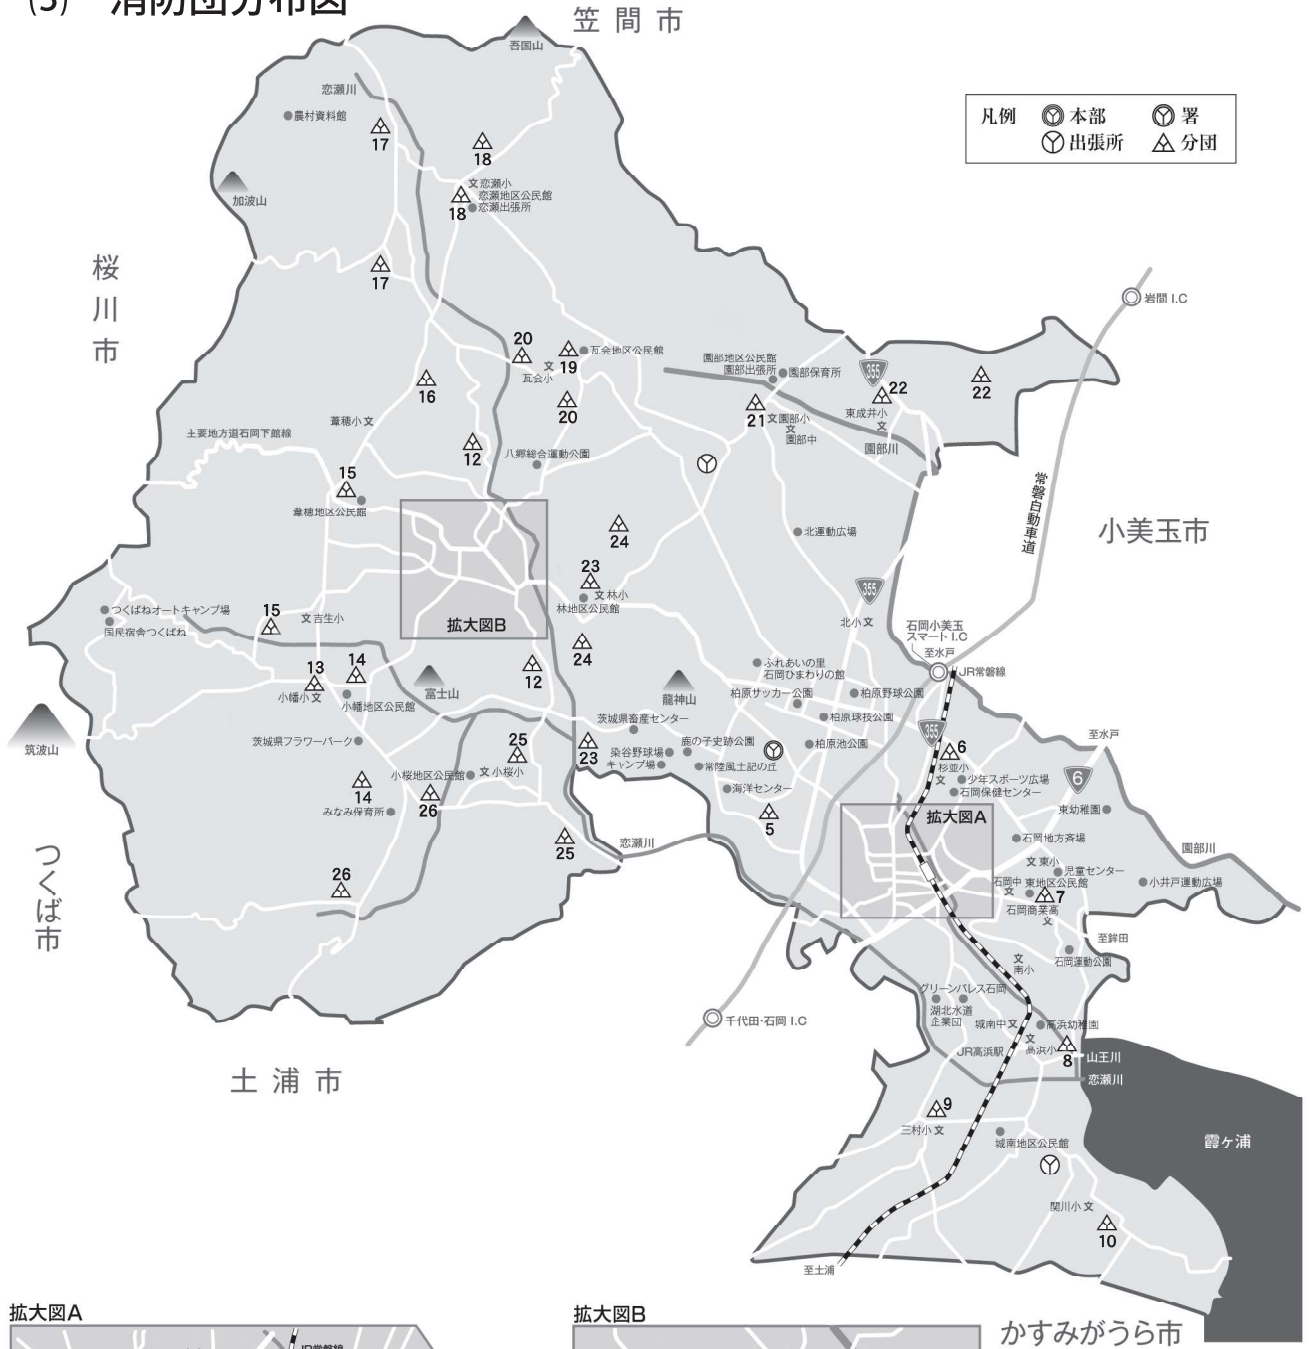 (3) 消防団分布図
笠間市
吾国山
恋瀬川
農村資料館
17
18
凡例 本部 署
出張所 分団
加波山
文恋瀬小
恋瀬地区公民館
恋瀬出張所
18
17
桜川市
岩間 I.C
20
19
瓦会地区公民館
文
瓦会小
園部地区公民館
園部出張所
園部保育所
355
22
22
16
20
21
文園部小
文
園部中
東成井小
文
園部川
葦穂小文
主要地方道石岡下館線
12
八郷総合運動公園
15
葦穂地区公民館
常磐自動車道
小美玉市
24
北運動広場
23
文林小
林地区公民館
355
つくばねオートキャンプ場
国民宿舎つくばね
15
文吉生小
拡大図B
北小文
石岡小美玉
スマートI.C
至水戸
JR常磐線
24
13
14
小幡小文
小幡地区公民館
富士山
12
龍神山
ふれあいの里
石岡ひまわりの館
柏原サッカー公園
柏原野球公園
柏原球技公園
柏原池公園
筑波山
茨城県フラワーパーク
茨城県畜産センター
25
23
染谷野球場
キャンプ場
鹿の子史跡公園
常陸風土記の丘
355
6
杉並小
文
至水戸
6
小桜地区公民館
文小桜小
14
26
みなみ保育所
海洋センター
5
少年スポーツ広場
石岡保健センター
東幼稚園
拡大図A
25
恋瀬川
石岡地方斎場
園部川
つくば市
26
文東小
児童センター
石岡中
文
東地区公民館
7
石岡商業高
文
小井戸運動広場
至鉾田
石岡運動公園
文
南小
グリーンパレス石岡
湖北水道
企業団
千代田・石岡 I.C
城南中文
高浜幼稚園
JR高浜駅
文
高浜小
8
山王川
恋瀬川
土浦市
9
三村小文
城南地区公民館
霞ヶ浦
関川小文
10
至土浦
拡大図A
拡大図B
かすみがうら市
JR常磐線